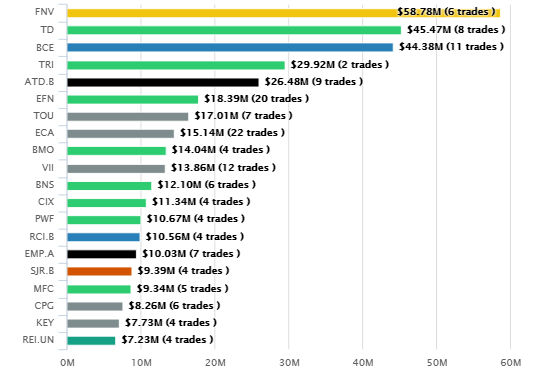 FNV $58.78M (6 trades )
TD $45.47M (8 trades )
BCE $44.38M (11 trades )
TRI $29.92M (2 trades )
ATD.B $26.48M (9 trades )
EFN $18.39M (20 trades )
TOU $17.01M (7 trades )
ECA $15.14M (22 trades )
BMO $14.04M (4 trades )
VII $13.86M (12 trades )
BNS $12.10M (6 trades )
CIX $11.34M (4 trades )
PWF $10.67M (4 trades )
RCI.B $10.56M (4 trades )
EMP.A $10.03M (7 trades )
SJR.B $9.39M (4 trades )
MFC $9.34M (5 trades )
CPG $8.26M (6 trades )
KEY $7.73M (4 trades )
REI.UN $7.23M (4 trades )
0M 10M 20M 30M 40M 50M 60M